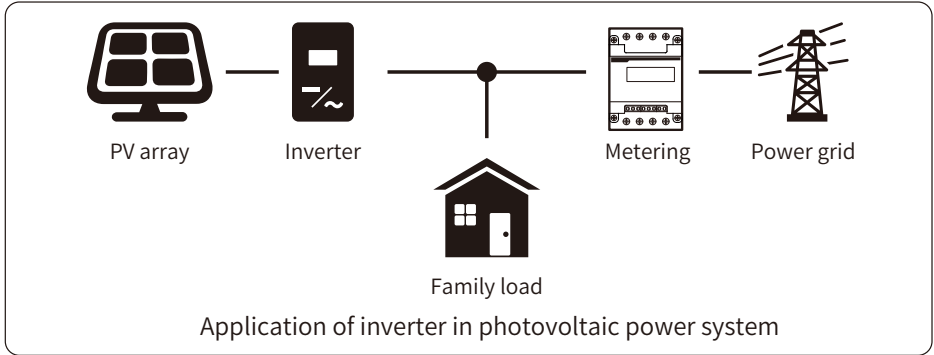 PV array
Inverter
Metering
Power grid
Family load
Application of inverter in photovoltaic power system